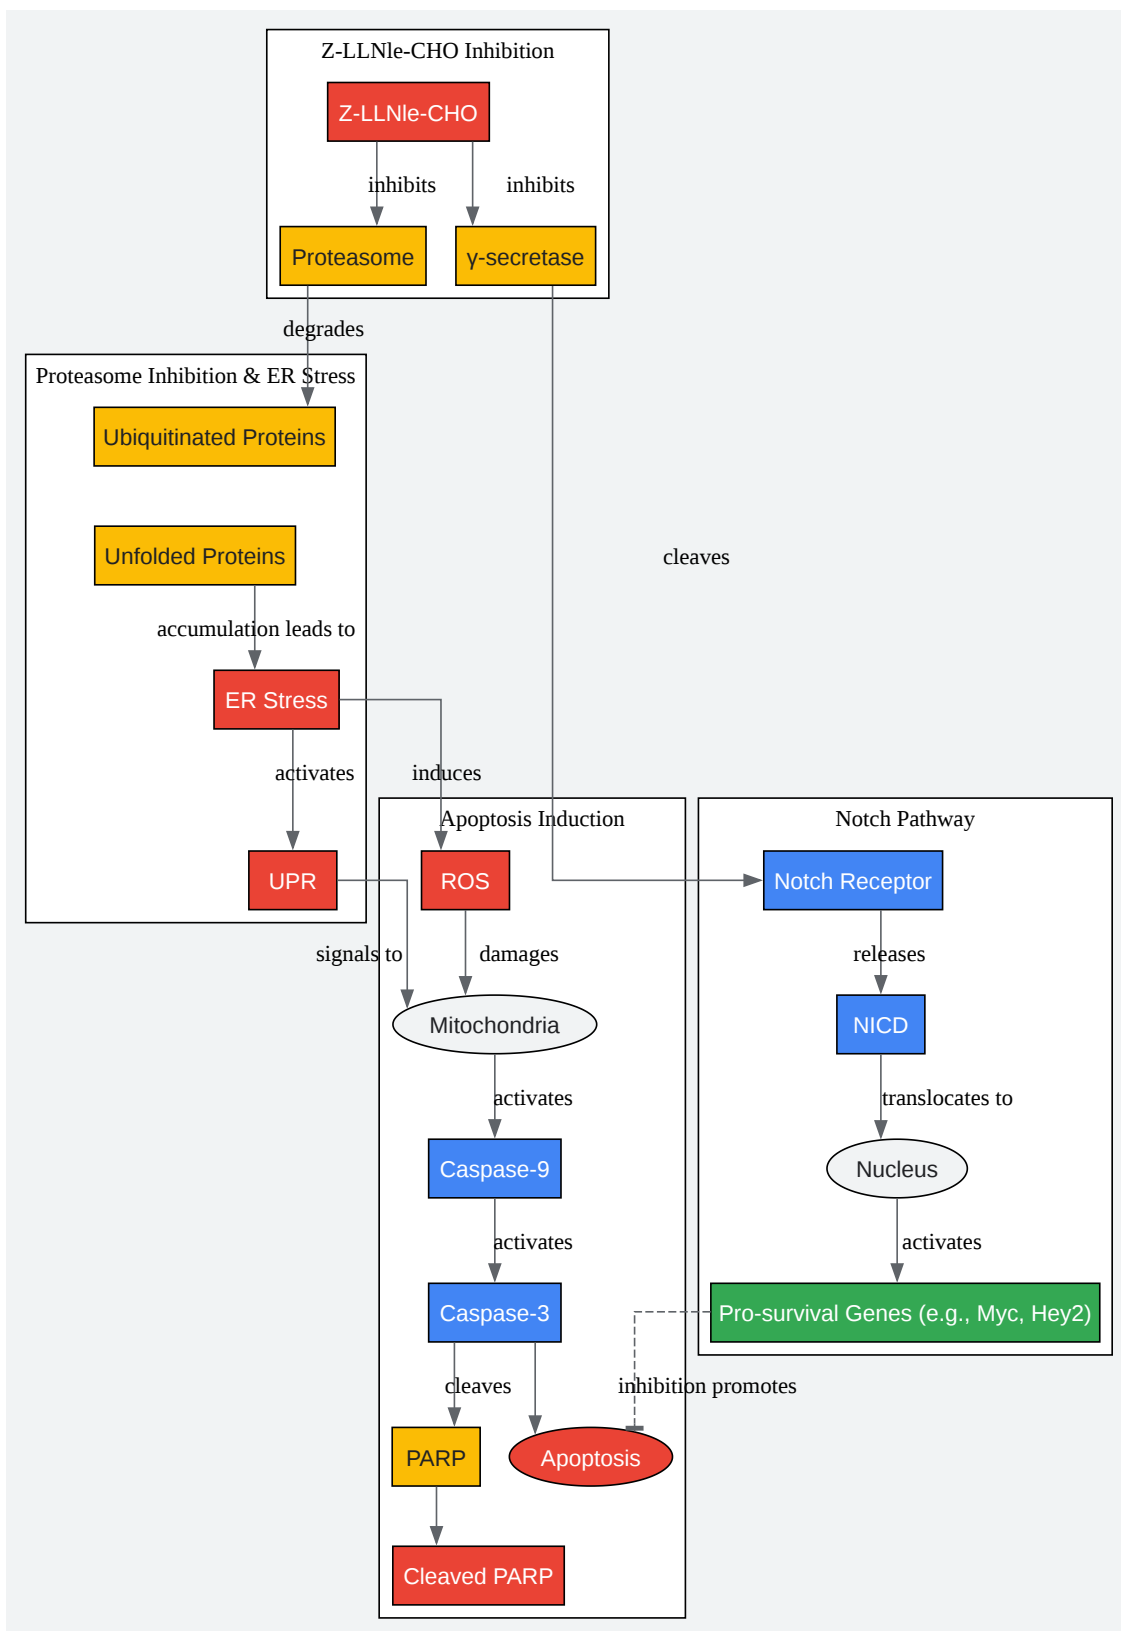 Z-LLNle-CHO Inhibition
Z-LLNle-CHO
inhibits
inhibits
Proteasome
γ-secretase
degrades
Proteasome Inhibition & ER Stress
Ubiquitinated Proteins
Unfolded Proteins
cleaves
accumulation leads to
ER Stress
activates
induces
Apoptosis Induction
Notch Pathway
UPR
ROS
Notch Receptor
signals to
damages
releases
Mitochondria
NICD
activates
translocates to
Caspase-9
Nucleus
activates
activates
Caspase-3
Pro-survival Genes (e.g., Myc, Hey2)
cleaves
inhibition promotes
PARP
Apoptosis
Cleaved PARP